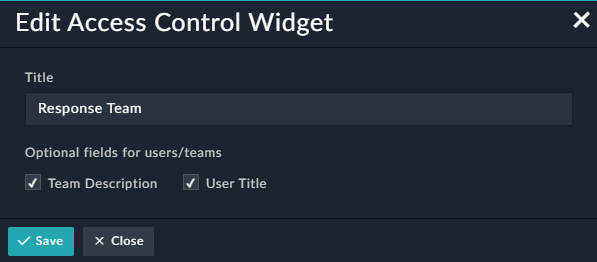 Edit Access Control Widget
Title
Response Team
Optional fields for users/teams
Team Description User Title
Save Close